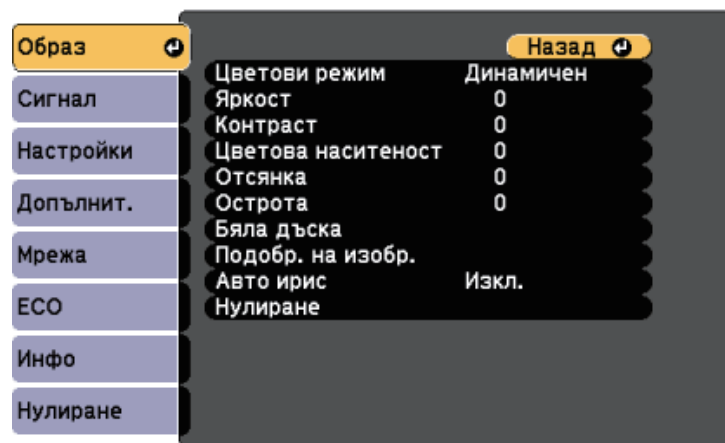 Образ
Сигнал
Настройки
Допълнит.
Мрежа
ECO
Инфо
Нулиране
Назад
Цветови режим Динамичен
Яркост 0
Контраст 0
Цветова наситеност 0
Отсянка 0
Острота 0
Бяла дъска
Подобр. на изобр.
Авто ирис Изкл.
Нулиране